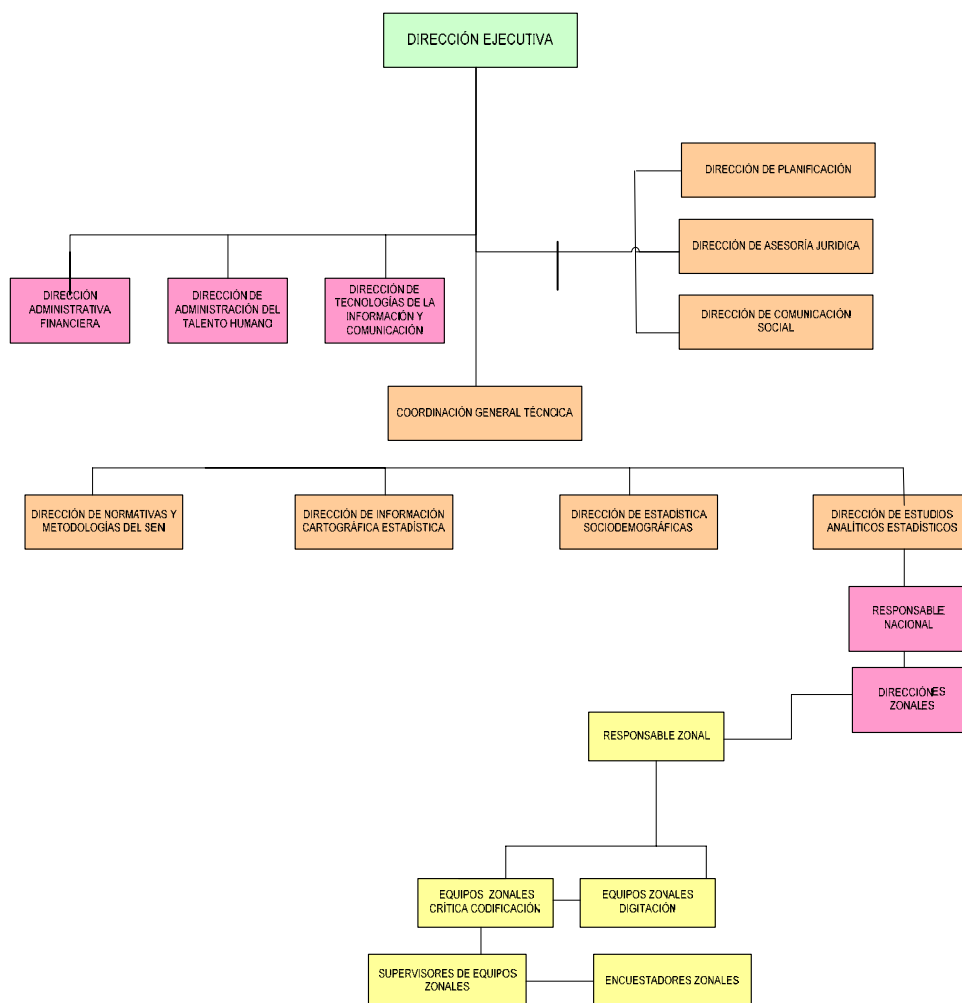 DIRECCIÓN EJECUTIVA
DIRECCIÓN DE PLANIFICACIÓN
DIRECCIÓN DE ASESORÍA JURIDICA
DIRECCIÓN DE COMUNICACIÓN
SOCIAL
DIRECCIÓN
ADMINISTRATIVA
FINANCIERA
DIRECCIÓN DE
ADMINISTRACIÓN DEL
TALENTO HUMANO
DIRECCIÓN DE
TECNOLOGÍAS DE LA
INFORMACIÓN Y
COMUNICACIÓN
COORDINACIÓN GENERAL TÉCNCICA
DIRECCIÓN DE NORMATIVAS Y
METODOLOGÍAS DEL SEN
DIRECCIÓN DE INFORMACIÓN
CARTOGRÁFICA ESTADÍSTICA
DIRECCIÓN DE ESTADÍSTICA
SOCIODEMOGRÁFICAS
DIRECCIÓN DE ESTUDIOS
ANALÍTICOS ESTADÍSTICOS
RESPONSABLE
NACIONAL
DIRECCIÓNES
ZONALES
RESPONSABLE ZONAL
EQUIPOS ZONALES
CRÍTICA CODIFICACIÓN
EQUIPOS ZONALES
DIGITACIÓN
SUPERVISORES DE EQUIPOS
ZONALES
ENCUESTADORES ZONALES